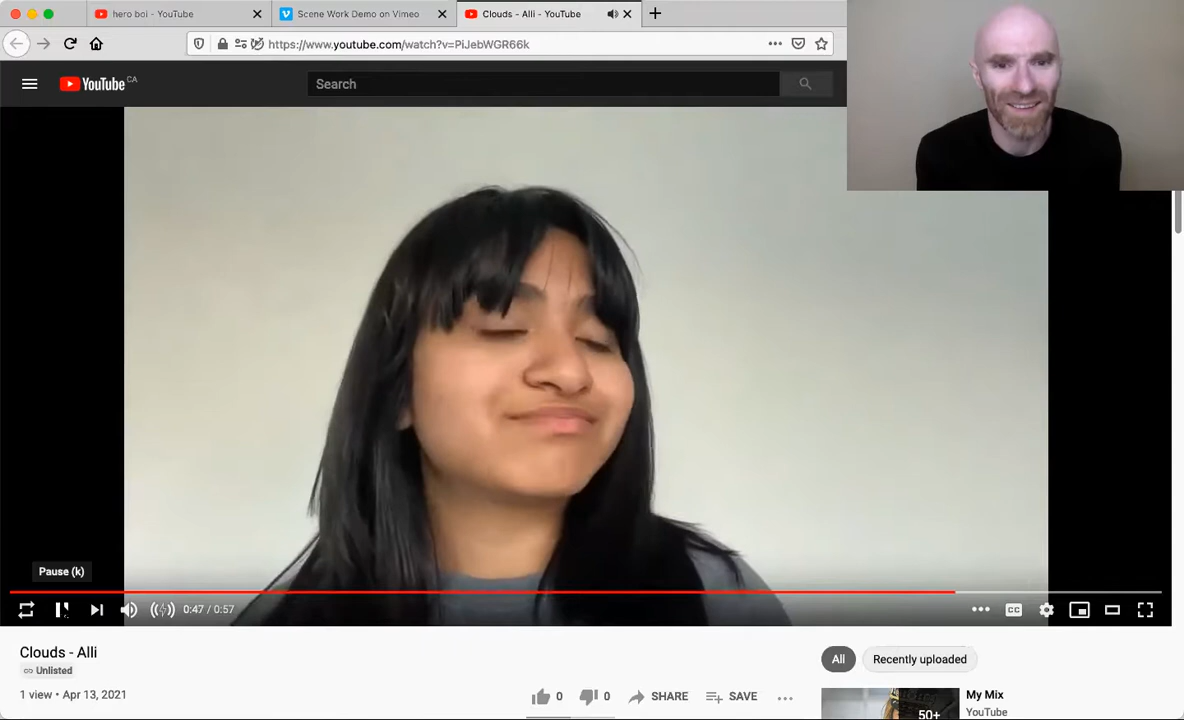 hero boi - YouTube
Scene Work Demo on Vimeo
Clouds - Alli - YouTube
https://www.youtube.com/watch?v=PiJebWGR66k
YouTube CA
Search
Pause (k)
0:47 / 0:57
CC
Clouds - Alli
Unlisted
1 view • Apr 13, 2021
0
0
SHARE
SAVE
All
Recently uploaded
50+
My Mix
YouTube